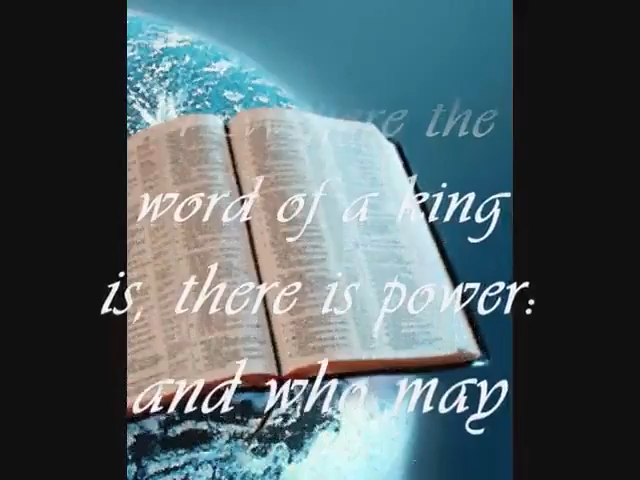 the
word of a king
is, there is power:
and who may